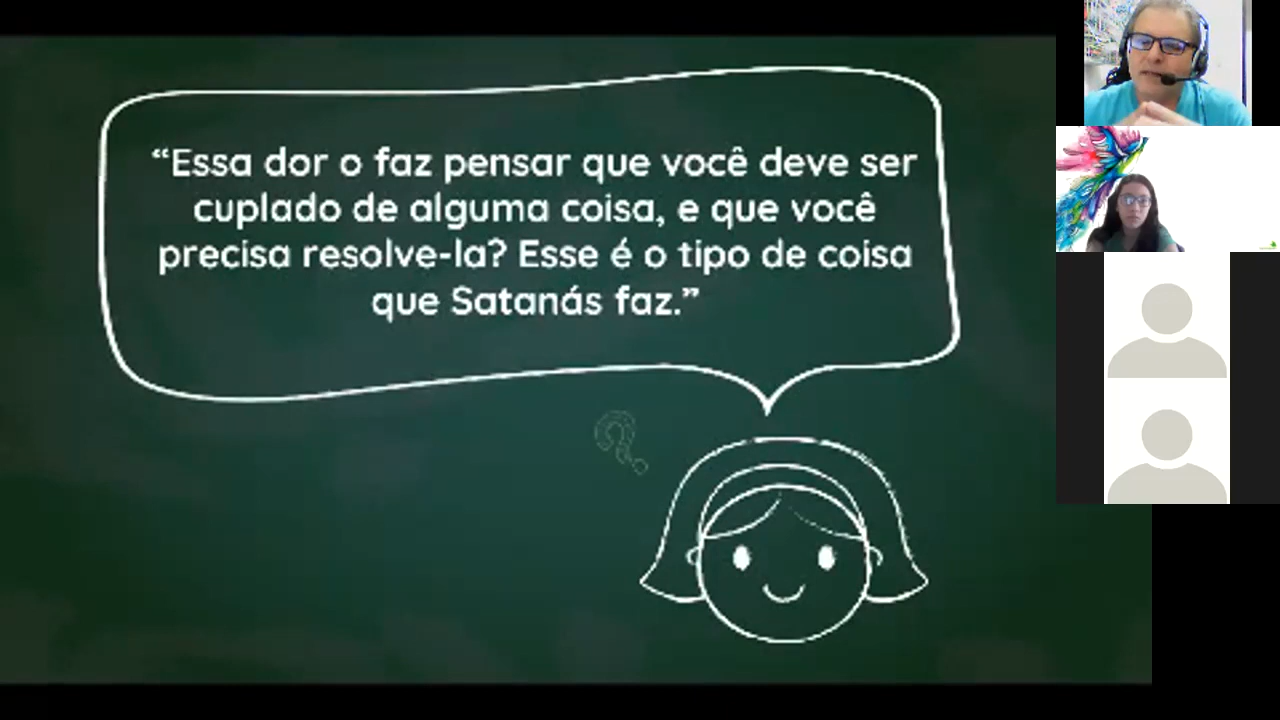 “Essa dor o faz pensar que você deve ser
cuplado de alguma coisa, e que você
precisa resolve-la? Esse é o tipo de coisa
que Satanás faz.”